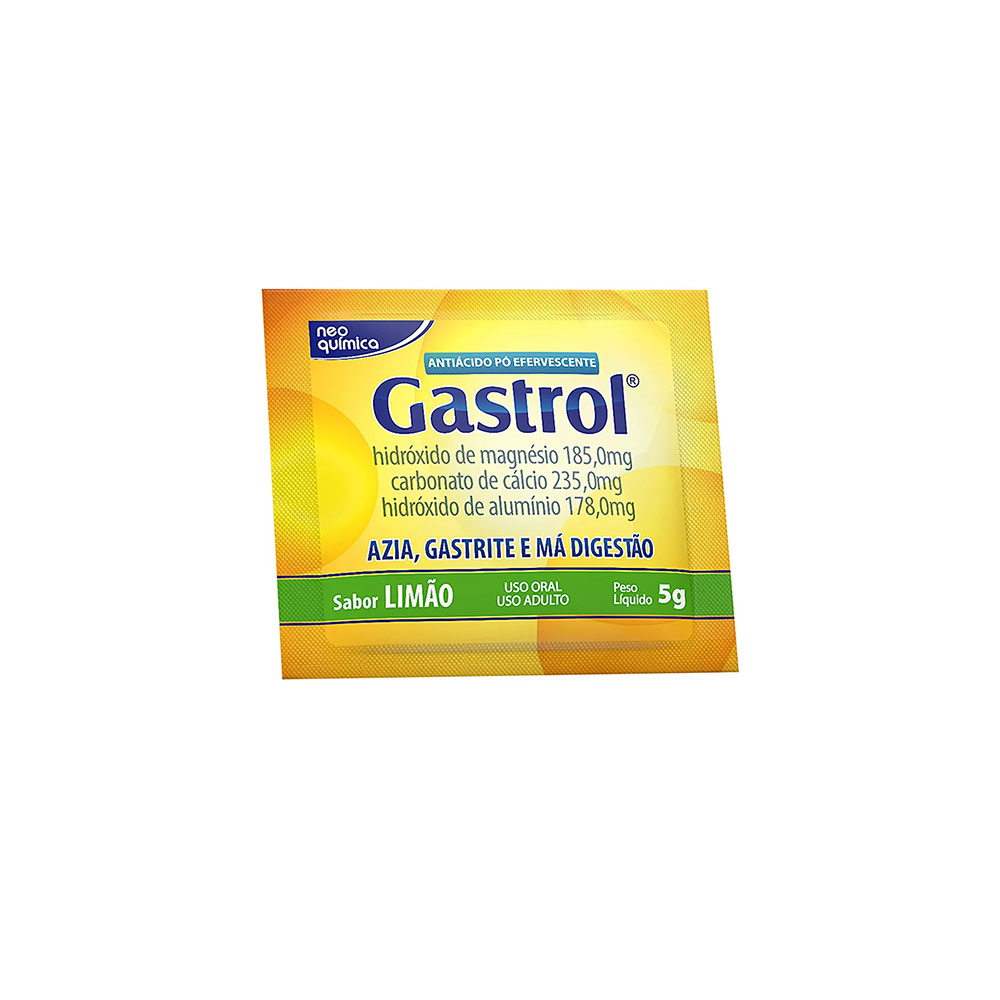 neo
química
ANTIÁCIDO PÓ EFERVESCENTE
Gastrol®
hidróxido de magnésio 185,0mg
carbonato de cálcio 235,0mg
hidróxido de alumínio 178,0mg
AZIA, GASTRITE E MÁ DIGESTÃO
Sabor LIMÃO
USO ORAL
USO ADULTO
Peso
Líquido 5g